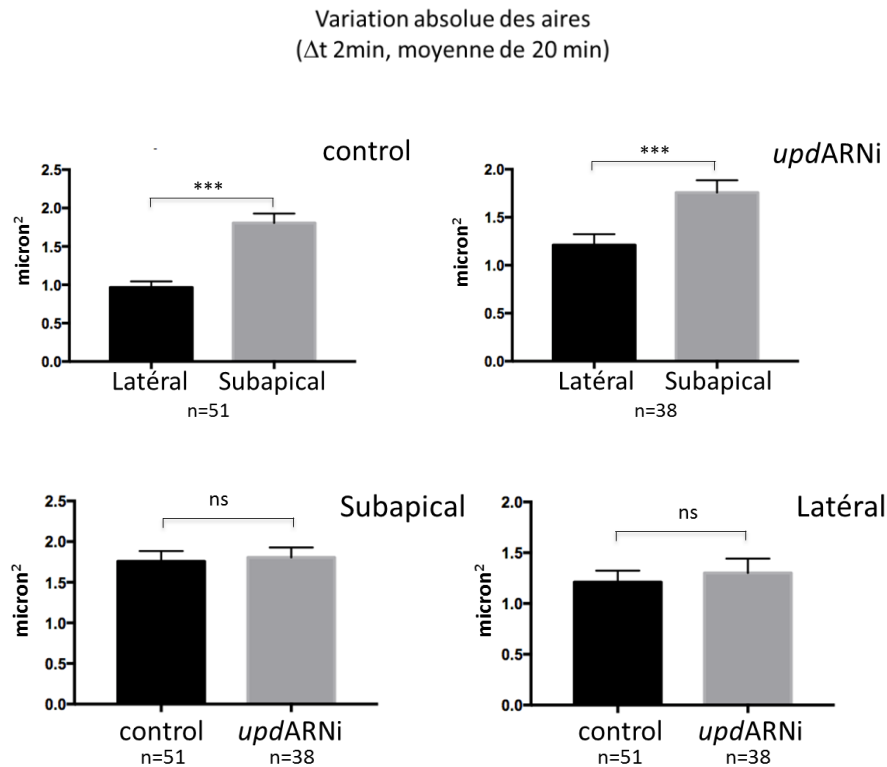 Variation absolue des aires
(Δt 2min, moyenne de 20 min)
control
2.5
2.0
1.5
1.0
0.5
0.0
micron²
***
Latéral Subapical
n=51
updARNi
2.0
1.5
1.0
0.5
0.0
micron²
***
Latéral Subapical
n=38
Subapical
2.5
2.0
1.5
1.0
0.5
0.0
micron²
ns
control updARNi
n=51 n=38
Latéral
2.0
1.5
1.0
0.5
0.0
micron²
ns
control updARNi
n=51 n=38